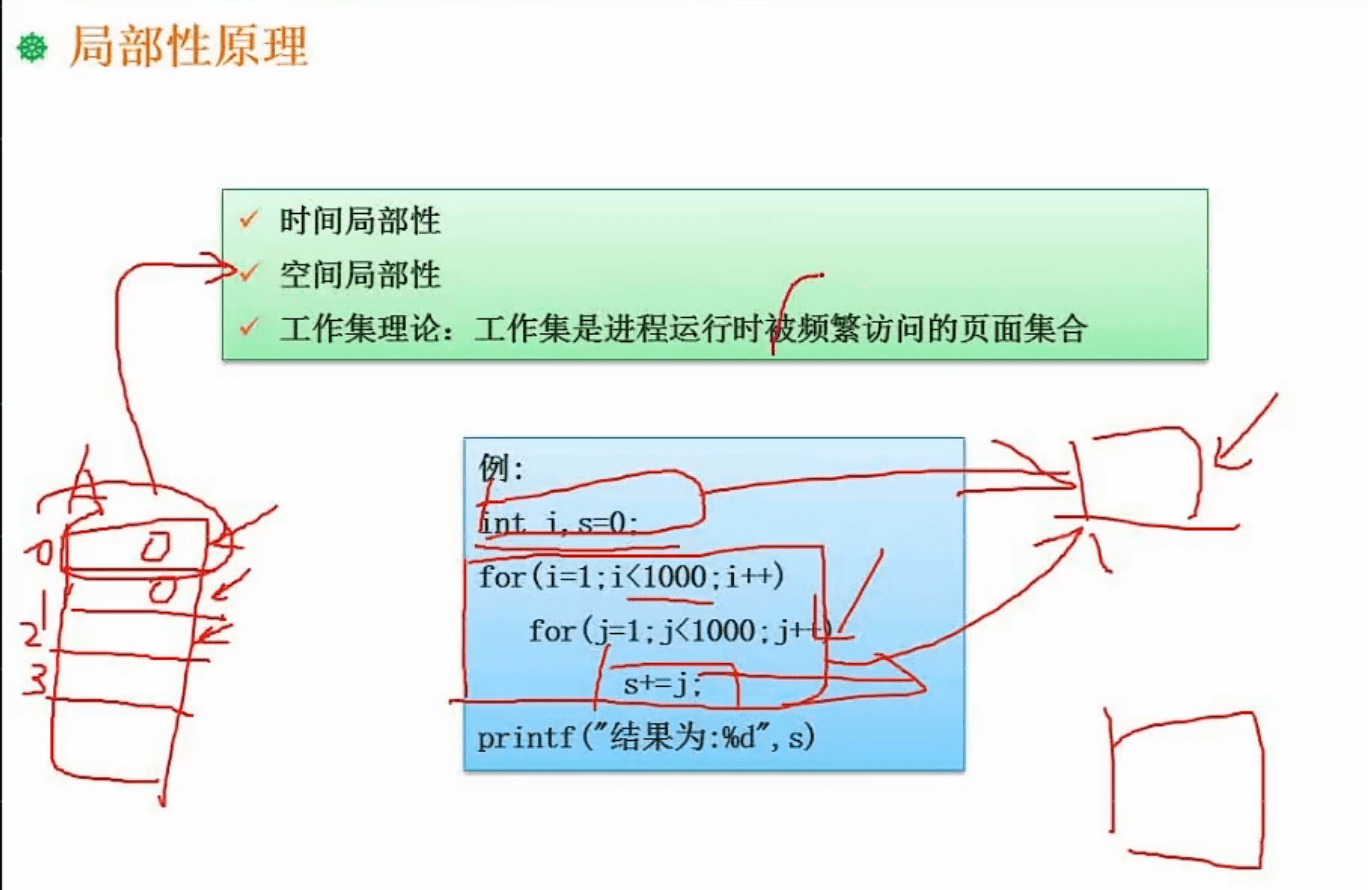 局部性原理
时间局部性
空间局部性
工作集理论：工作集是进程运行时被频繁访问的页面集合
例：
int i,s=0;
for(i=1;i<1000;i++)
for(j=1;j<1000;j++)
s+=j;
printf("结果为:%d",s)
A
0 0
1 0
2
3